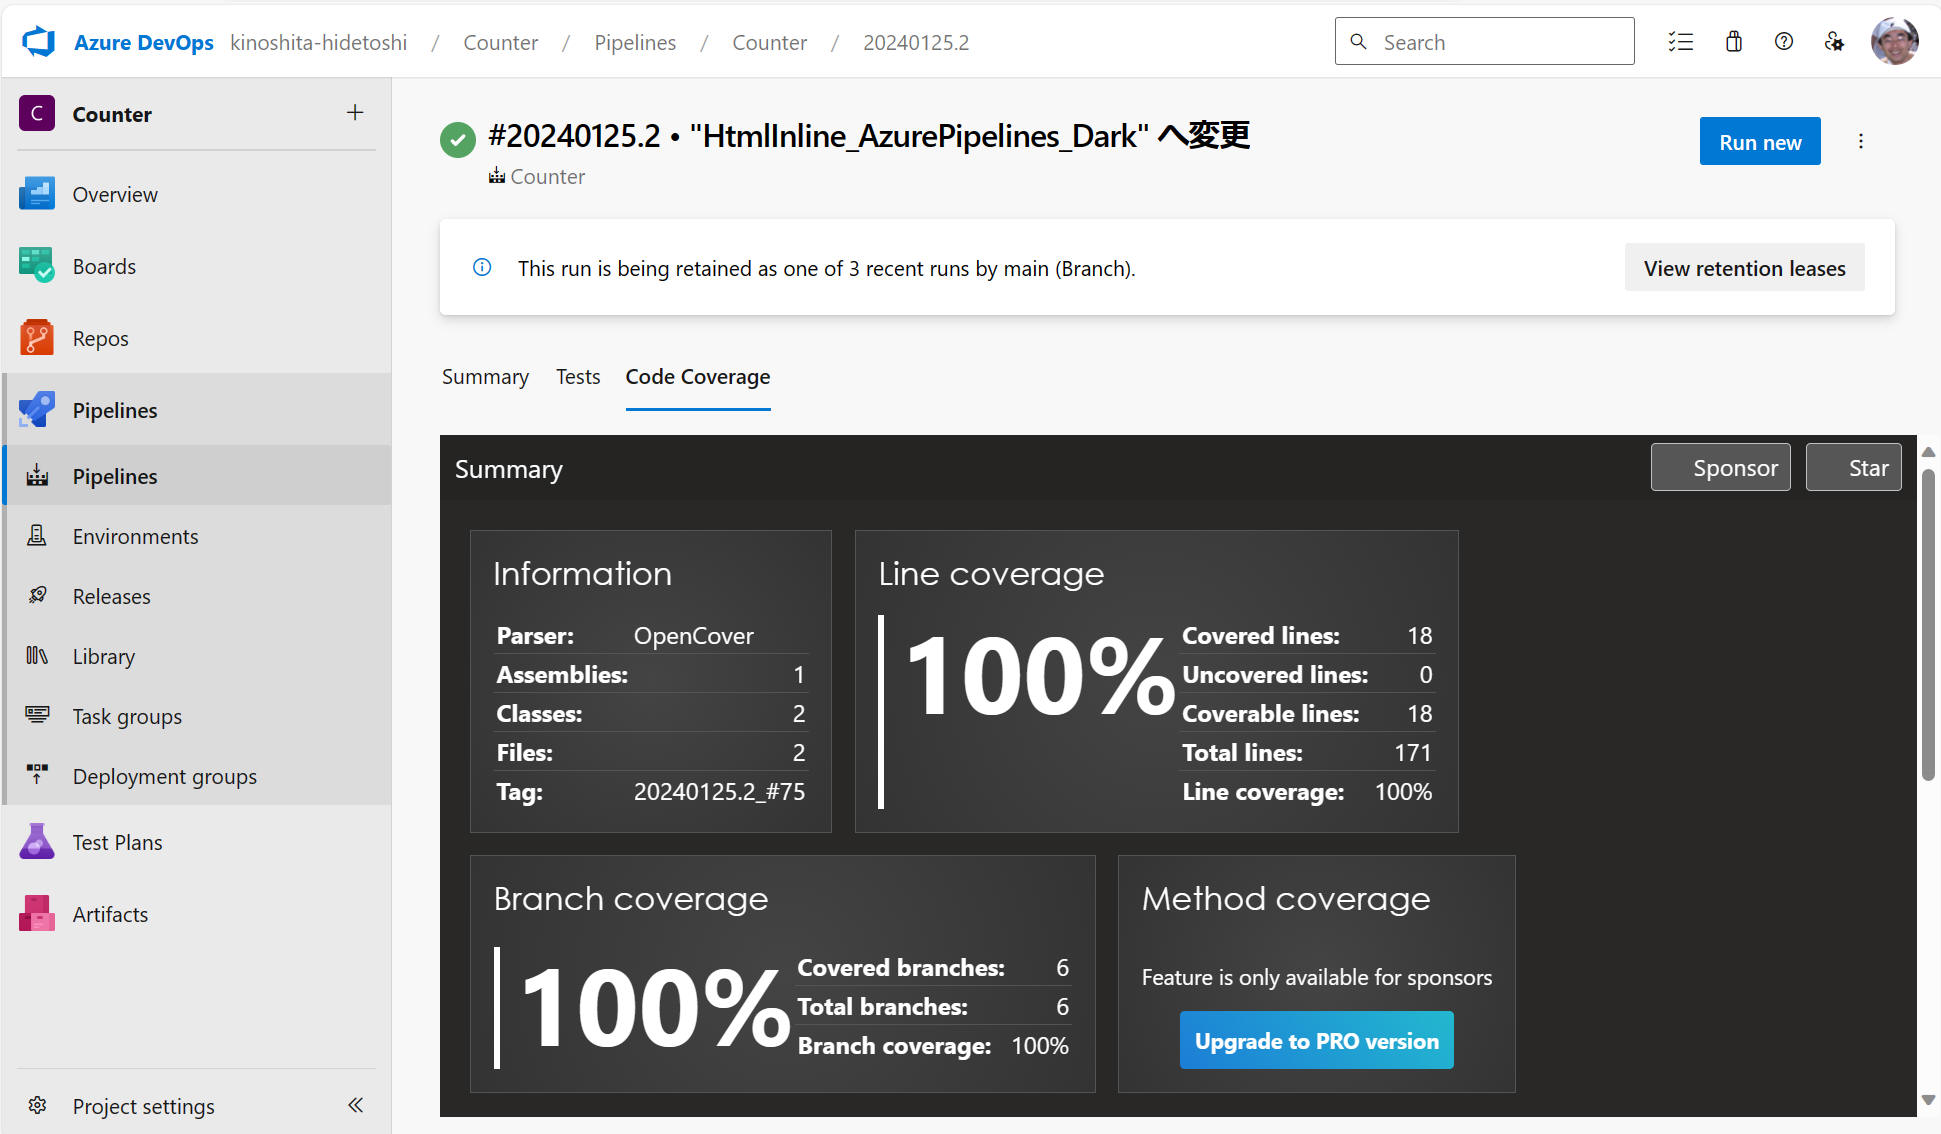 Azure DevOps kinoshita-hidetoshi / Counter / Pipelines / Counter / 20240125.2
Search
C Counter
Overview
Boards
Repos
Pipelines
Pipelines
Environments
Releases
Library
Task groups
Deployment groups
Test Plans
Artifacts
Project settings
#20240125.2 • "HtmlInline_AzurePipelines_Dark" へ変更
Counter
Run new
This run is being retained as one of 3 recent runs by main (Branch).
View retention leases
Summary Tests Code Coverage
Summary
Sponsor
Star
Information
Parser: OpenCover
Assemblies: 1
Classes: 2
Files: 2
Tag: 20240125.2_#75
Line coverage
100%
Covered lines: 18
Uncovered lines: 0
Coverable lines: 18
Total lines: 171
Line coverage: 100%
Branch coverage
100%
Covered branches: 6
Total branches: 6
Branch coverage: 100%
Method coverage
Feature is only available for sponsors
Upgrade to PRO version